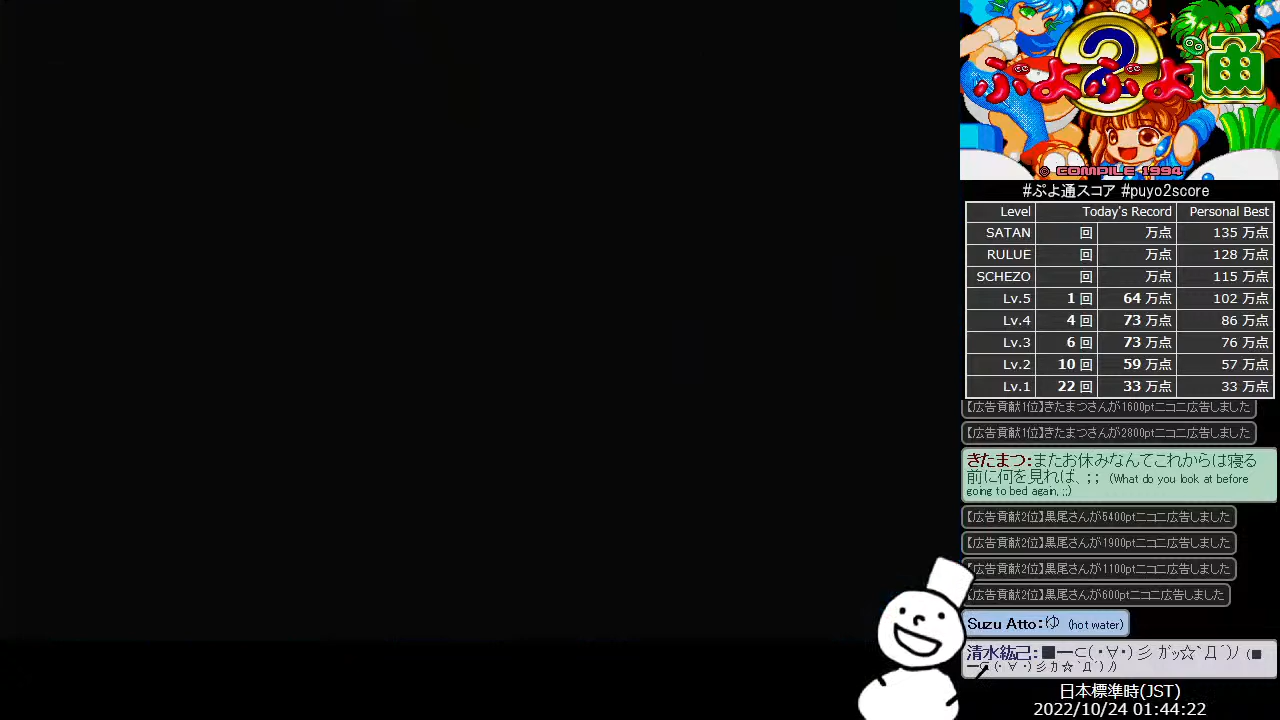 ぷよぷよ通
2
© COMPILE 1994
#ぷよ通スコア #puyo2score
Level Today's Record Personal Best
SATAN 回 万点 135 万点
RULUE 回 万点 128 万点
SCHEZO 回 万点 115 万点
Lv.5 1 回 64 万点 102 万点
Lv.4 4 回 73 万点 86 万点
Lv.3 6 回 73 万点 76 万点
Lv.2 10 回 59 万点 57 万点
Lv.1 22 回 33 万点 33 万点
【広告貢献1位】きたまつさんが1600ptニコニ広告しました
【広告貢献1位】きたまつさんが2800ptニコニ広告しました
きたまつ:またお休みなんてこれからは寝る
前に何を見れば、;; (What do you look at before
going to bed again, ;;)
【広告貢献2位】黒尾さんが5400ptニコニ広告しました
【広告貢献2位】黒尾さんが1900ptニコニ広告しました
【広告貢献2位】黒尾さんが1100ptニコニ広告しました
【広告貢献2位】黒尾さんが600ptニコニ広告しました
Suzu Atto:ゆ (hot water)
清水紘己:■━⊂(・∀・)彡 ガッ☆`Д´)ノ (■
━⊂(・∀・)彡カ☆`Д´)ノ)
日本標準時(JST)
2022/10/24 01:44:22